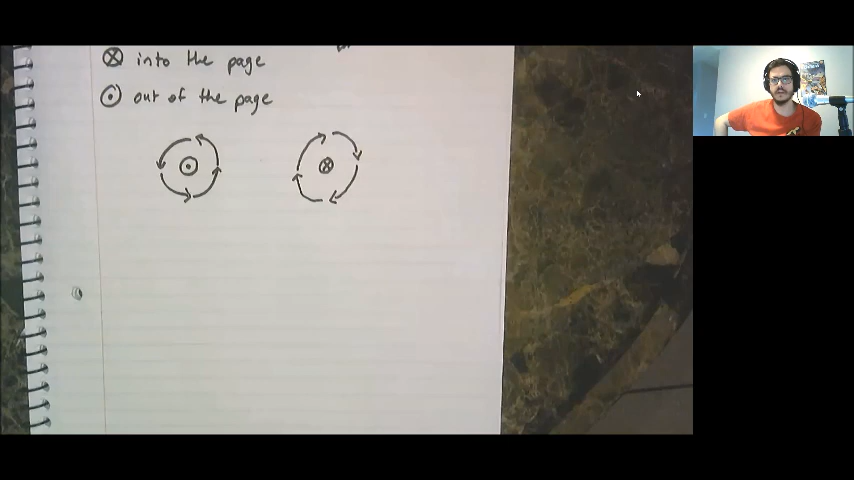 ⊗ into the page
⊙ out of the page